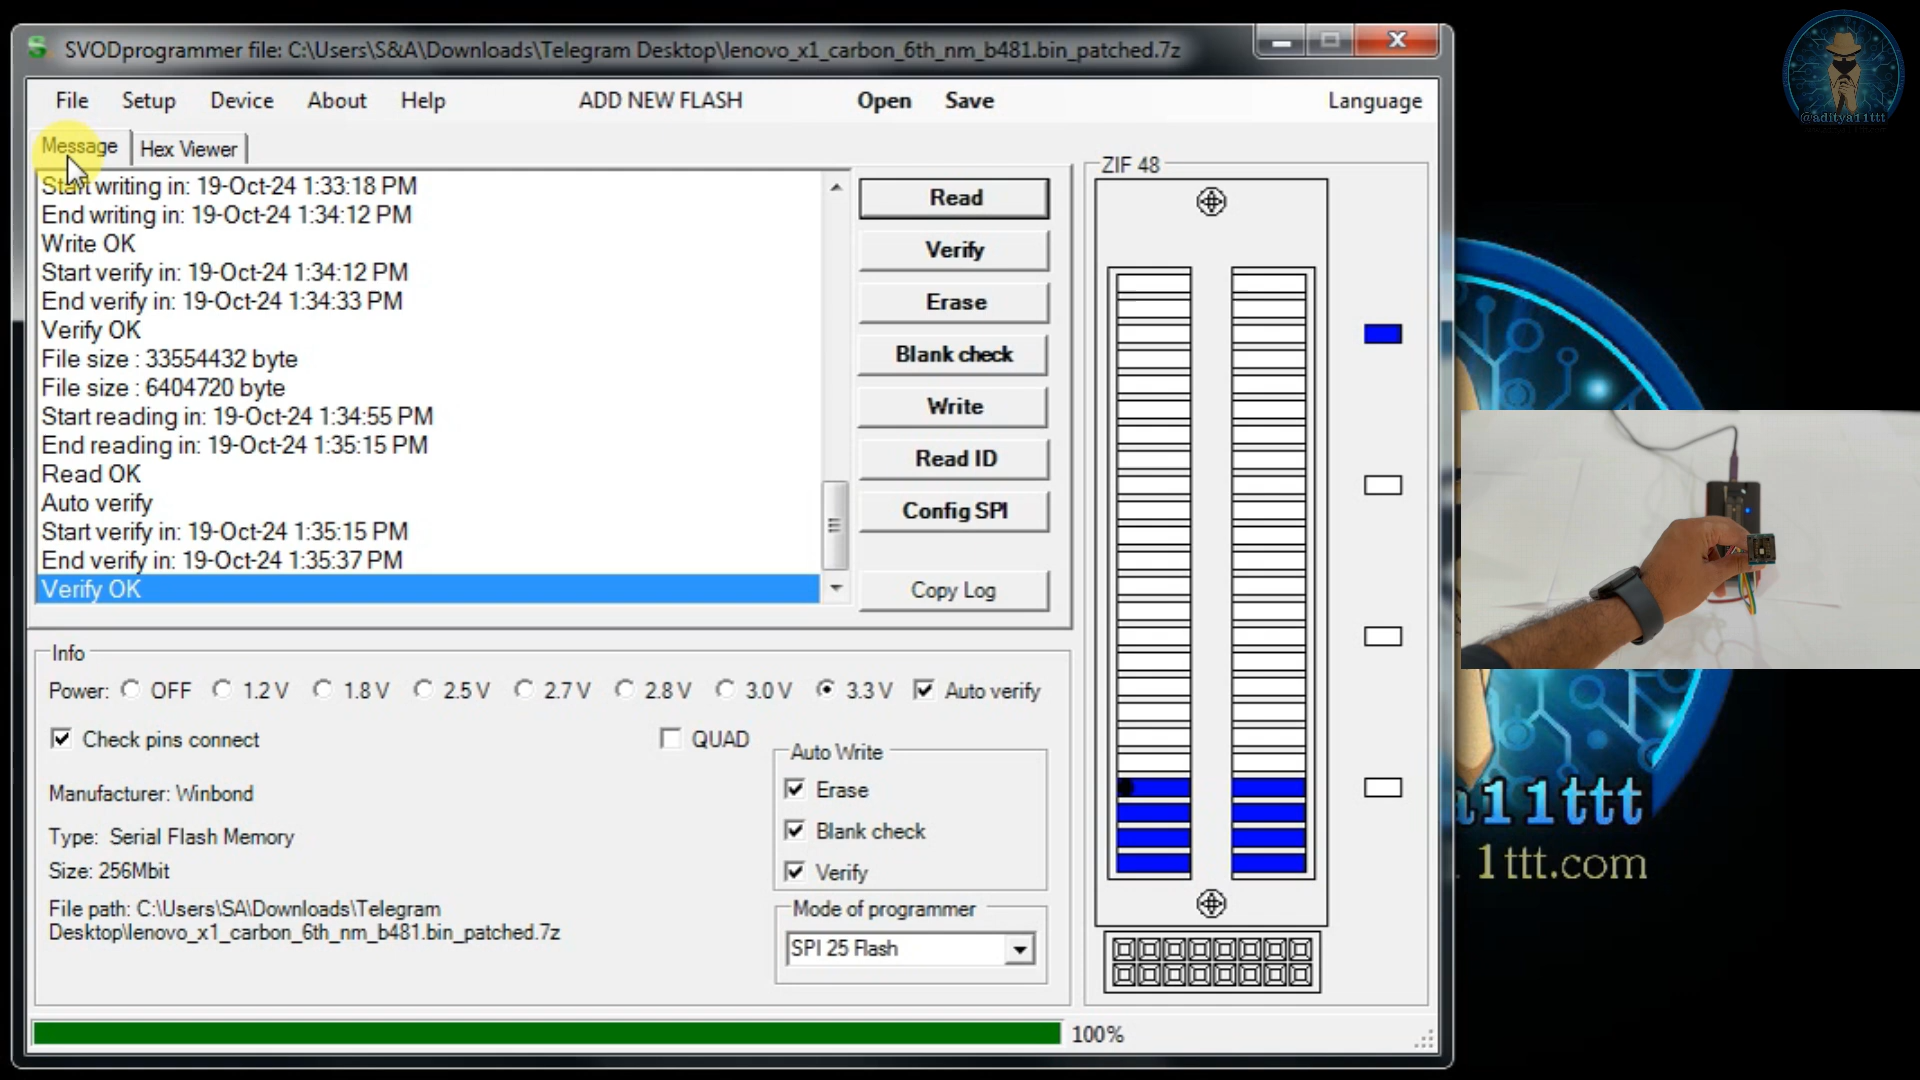 SVODprogrammer file: C:\Users\S&A\Downloads\Telegram Desktop\lenovo_x1_carbon_6th_nm_b481.bin_patched.7z
File Setup Device About Help ADD NEW FLASH Open Save Language
@aditya11ttt
Message Hex Viewer
Start writing in: 19-Oct-24 1:33:18 PM
End writing in: 19-Oct-24 1:34:12 PM
Write OK
Start verify in: 19-Oct-24 1:34:12 PM
End verify in: 19-Oct-24 1:34:33 PM
Verify OK
File size : 33554432 byte
File size : 6404720 byte
Start reading in: 19-Oct-24 1:34:55 PM
End reading in: 19-Oct-24 1:35:15 PM
Read OK
Auto verify
Start verify in: 19-Oct-24 1:35:15 PM
End verify in: 19-Oct-24 1:35:37 PM
Verify OK
Read
Verify
Erase
Blank check
Write
Read ID
Config SPI
Copy Log
ZIF 48
Info
Power: OFF 1.2 V 1.8 V 2.5 V 2.7 V 2.8 V 3.0 V 3.3 V Auto verify
Check pins connect QUAD
Manufacturer: Winbond
Type: Serial Flash Memory
Size: 256Mbit
File path: C:\Users\SA\Downloads\Telegram
Desktop\lenovo_x1_carbon_6th_nm_b481.bin_patched.7z
Auto Write
Erase
Blank check
Verify
Mode of programmer
SPI 25 Flash
100%
a11ttt
1ttt.com